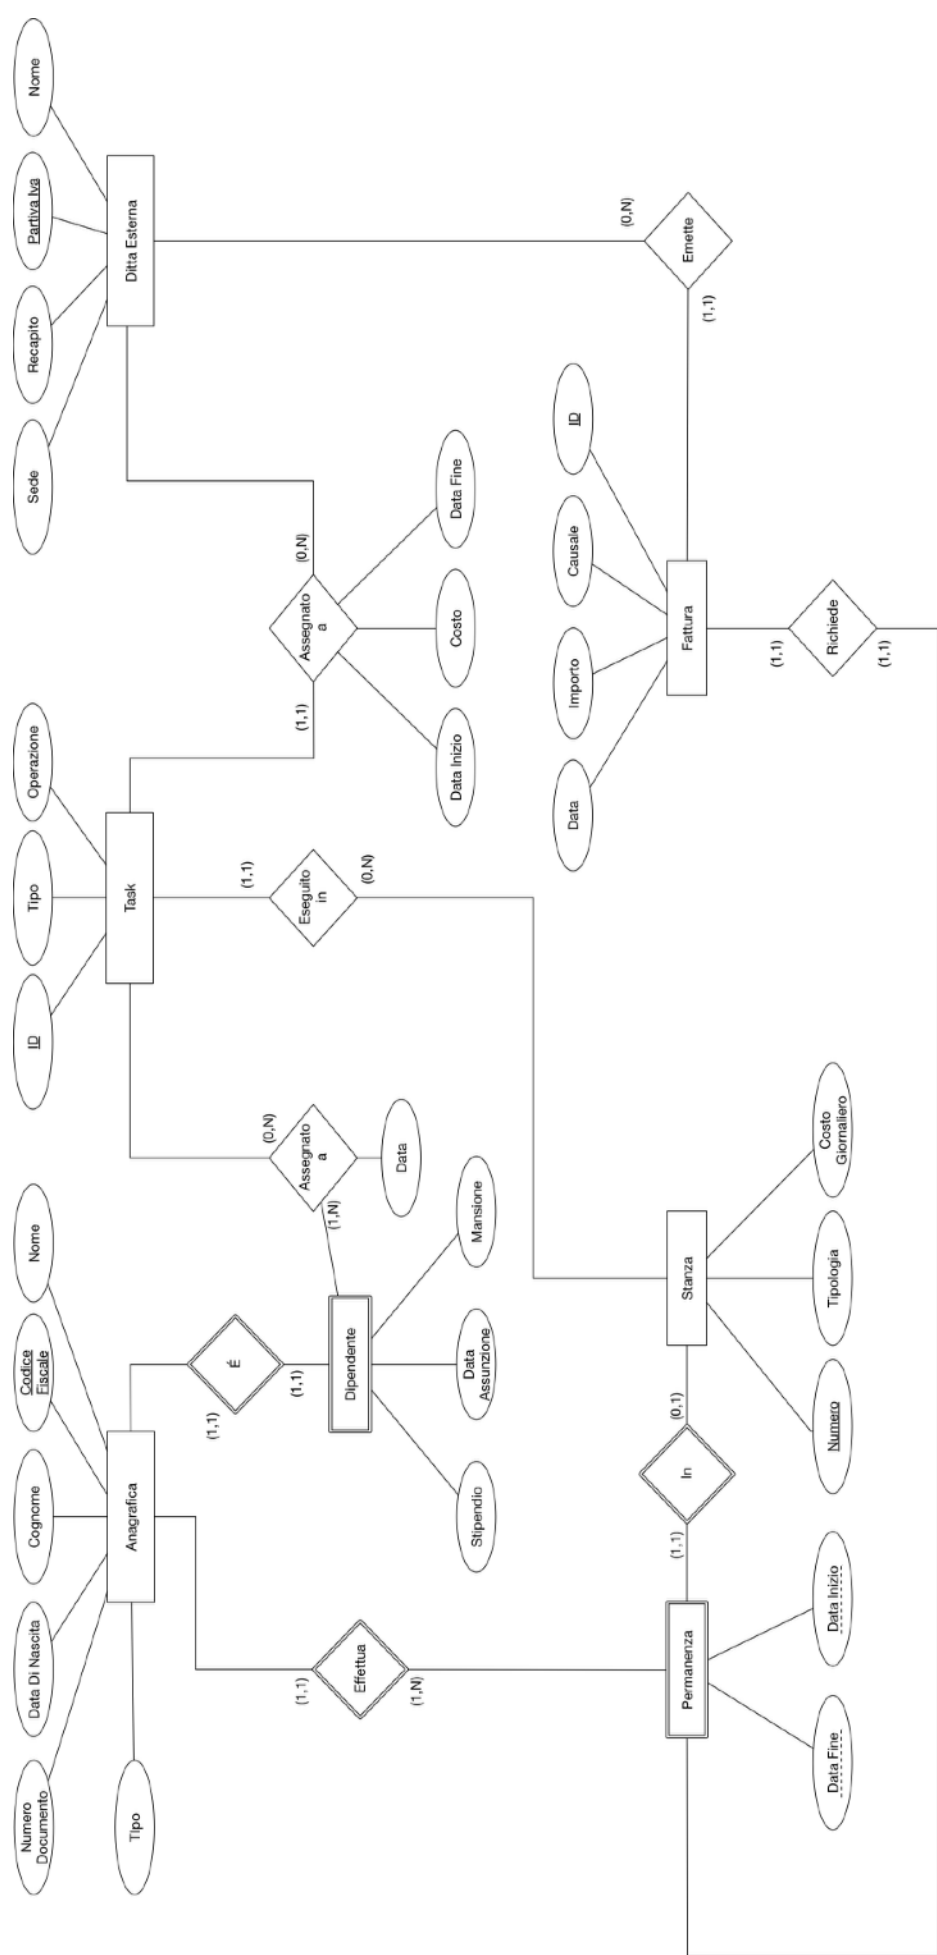 Numero
Documento
Data Di Nascita
Cognome
Codice
Fiscale
Nome
ID
Tipo
Operazione
Sede
Recapito
Partiva Iva
Nome
TIpo
Anagrafica
Task
Ditta Esterna
(1,1)
É
(1,1)
(0,N)
Assegnato
a
(1,N)
Data
(1,1)
Eseguito
in
(0,N)
(1,1)
Assegnato
a
(0,N)
Data Inizio
Costo
Data Fine
(1,1)
Effettua
(1,N)
Dipendente
Stipendio
Data
Assunzione
Mansione
Data
Importo
Causale
ID
(0,N)
Emette
(1,1)
Permanenza
(1,1)
In
(0,1)
Stanza
Fattura
(1,1)
Richiede
(1,1)
Data Fine
Data Inizio
Numero
Tipologia
Costo
Giornaliero